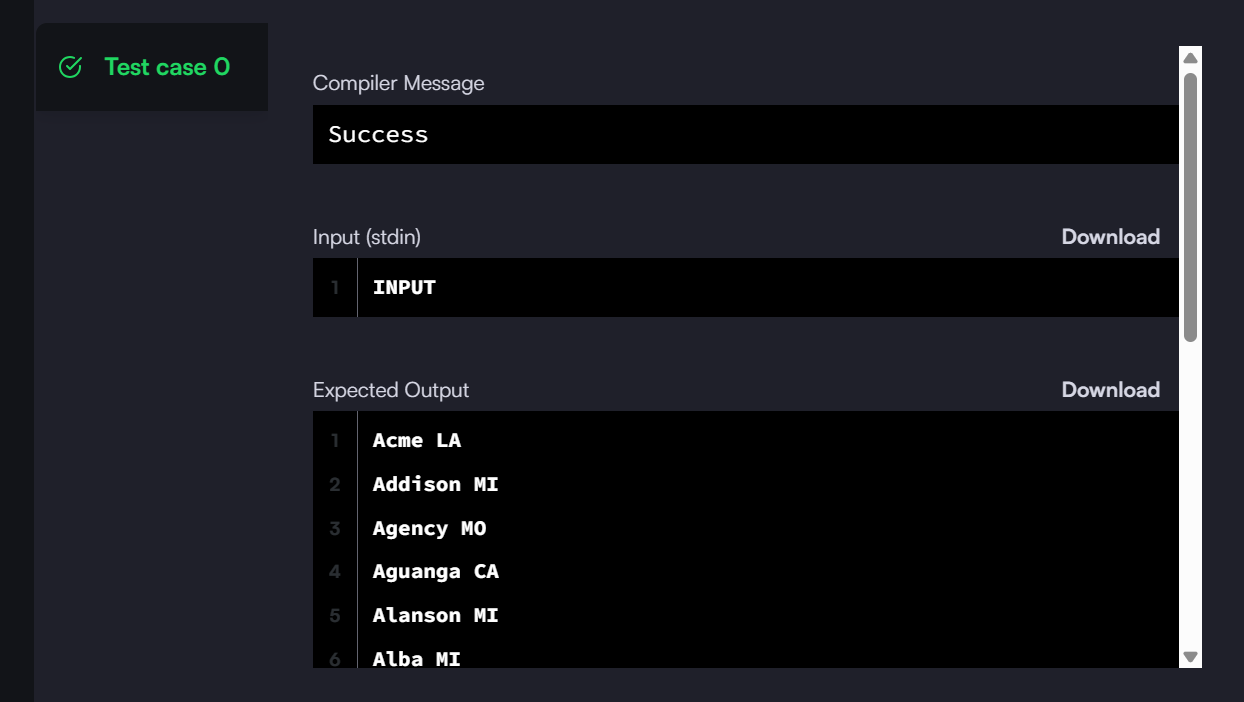 Test case 0
Compiler Message
Success
Input (stdin)
Download
1 INPUT
Expected Output
Download
1 Acme LA
2 Addison MI
3 Agency MO
4 Aguanga CA
5 Alanson MI
6 Alba MI